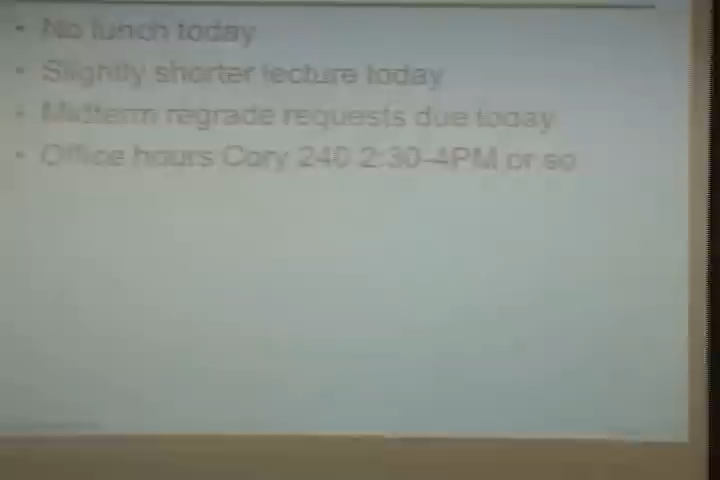 • No lunch today
• Slightly shorter lecture today
• Midterm regrade requests due today
• Office hours Cory 240 2:30-4PM or so